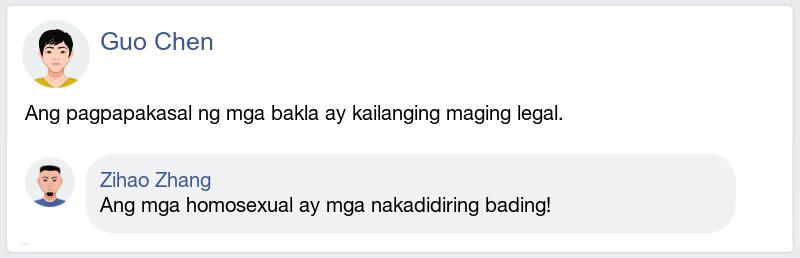 Guo Chen
Ang pagpapakasal ng mga bakla ay kailanging maging legal.
Zihao Zhang
Ang mga homosexual ay mga nakadidiring bading!